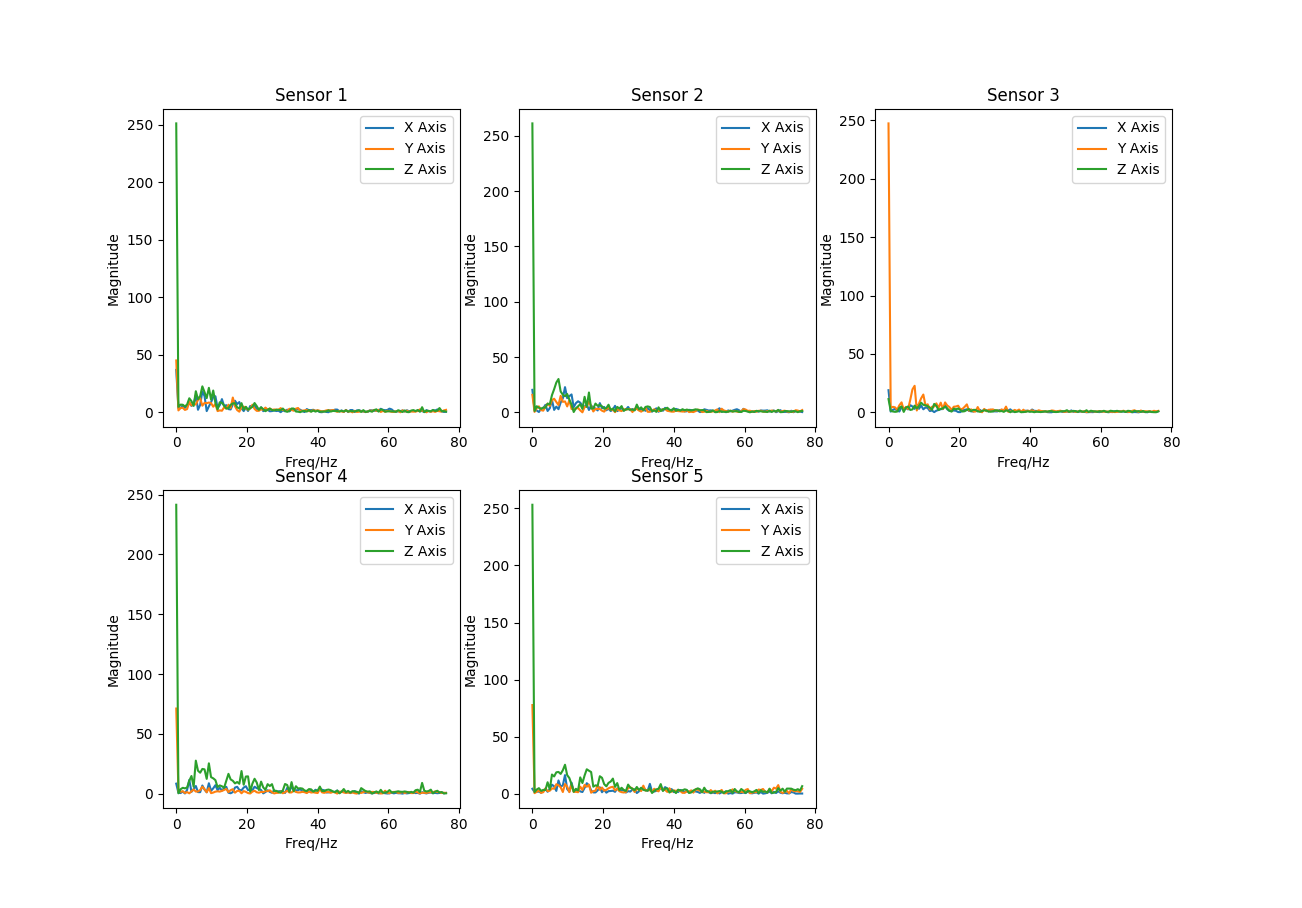 Sensor 1
250
200
150
100
50
0
Magnitude
X Axis
Y Axis
Z Axis
0 20 40 60 80
Freq/Hz
Sensor 2
250
200
150
100
50
0
Magnitude
X Axis
Y Axis
Z Axis
0 20 40 60 80
Freq/Hz
Sensor 3
250
200
150
100
50
0
Magnitude
X Axis
Y Axis
Z Axis
0 20 40 60 80
Freq/Hz
Sensor 4
250
200
150
100
50
0
Magnitude
X Axis
Y Axis
Z Axis
0 20 40 60 80
Freq/Hz
Sensor 5
250
200
150
100
50
0
Magnitude
X Axis
Y Axis
Z Axis
0 20 40 60 80
Freq/Hz